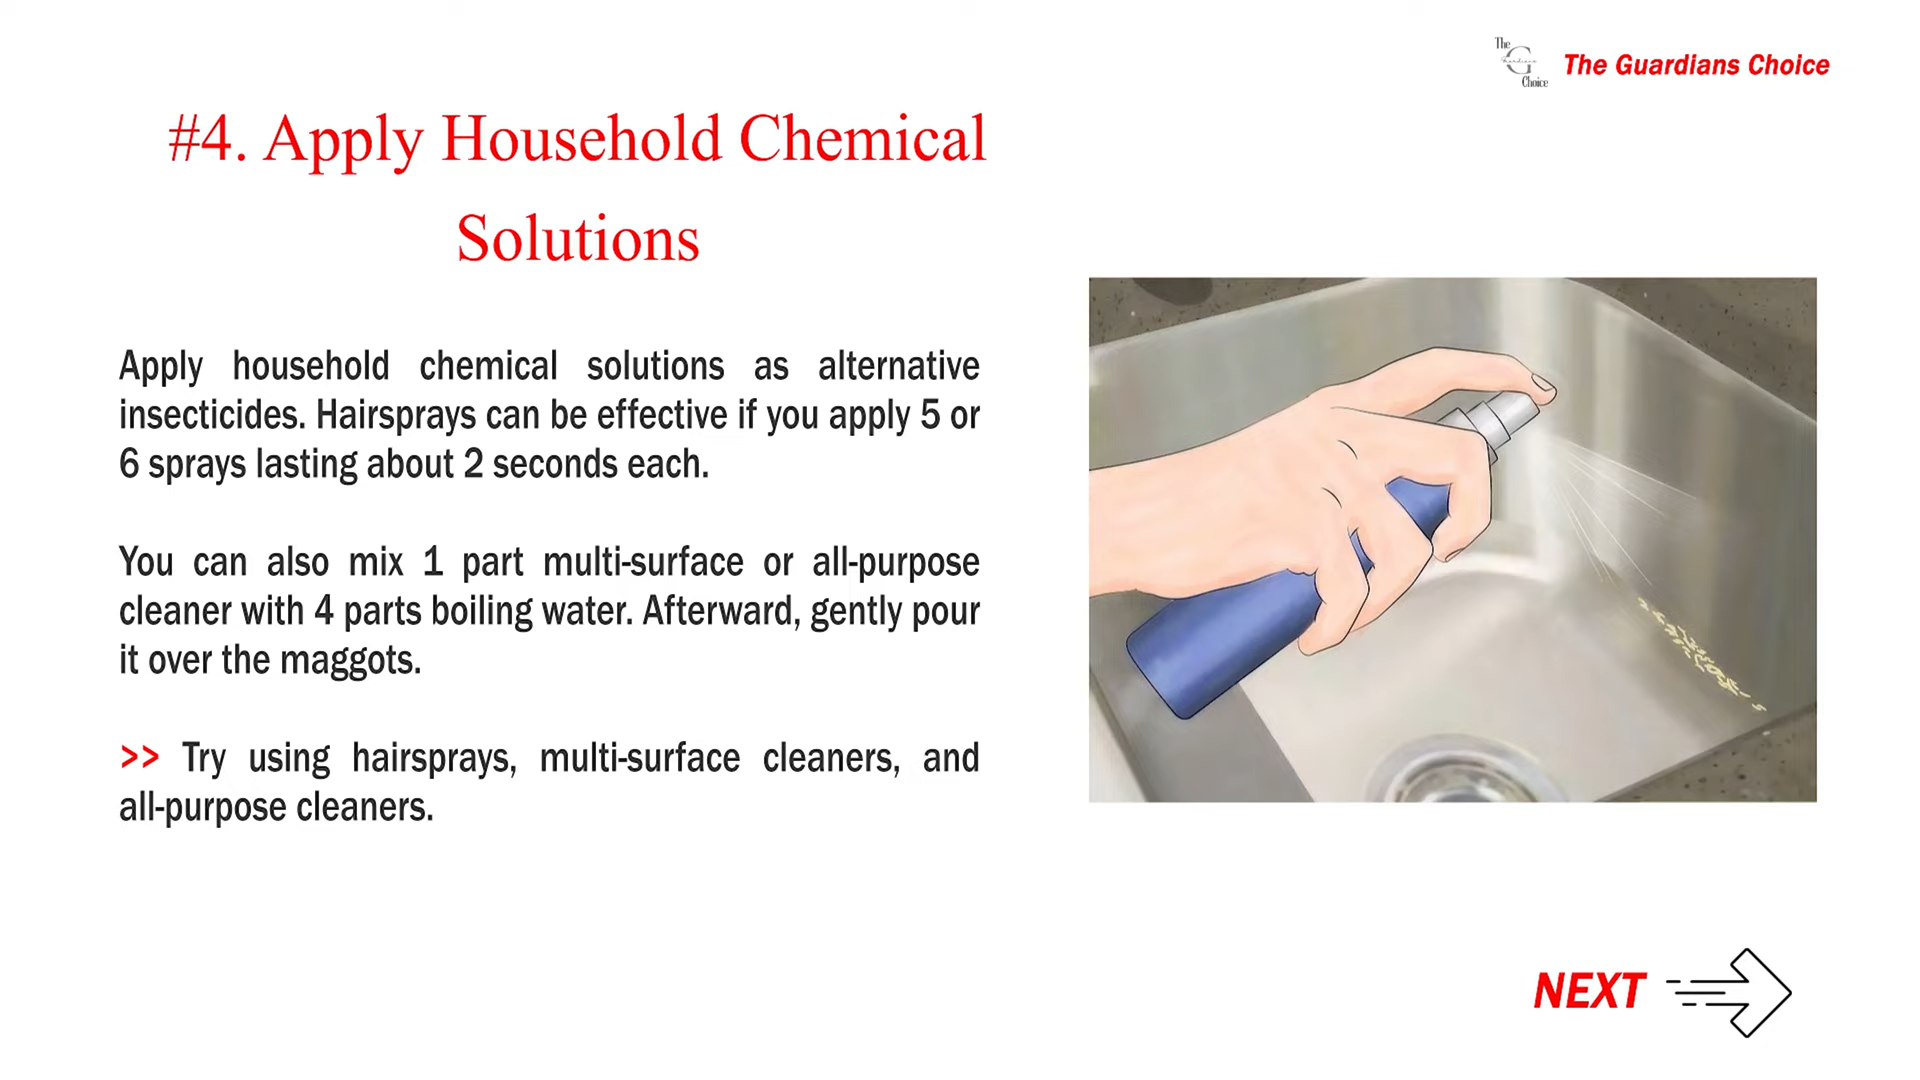 The
G
Choice
The Guardians Choice
#4. Apply Household Chemical
Solutions
Apply household chemical solutions as alternative
insecticides. Hairsprays can be effective if you apply 5 or
6 sprays lasting about 2 seconds each.
You can also mix 1 part multi-surface or all-purpose
cleaner with 4 parts boiling water. Afterward, gently pour
it over the maggots.
>> Try using hairsprays, multi-surface cleaners, and
all-purpose cleaners.
NEXT